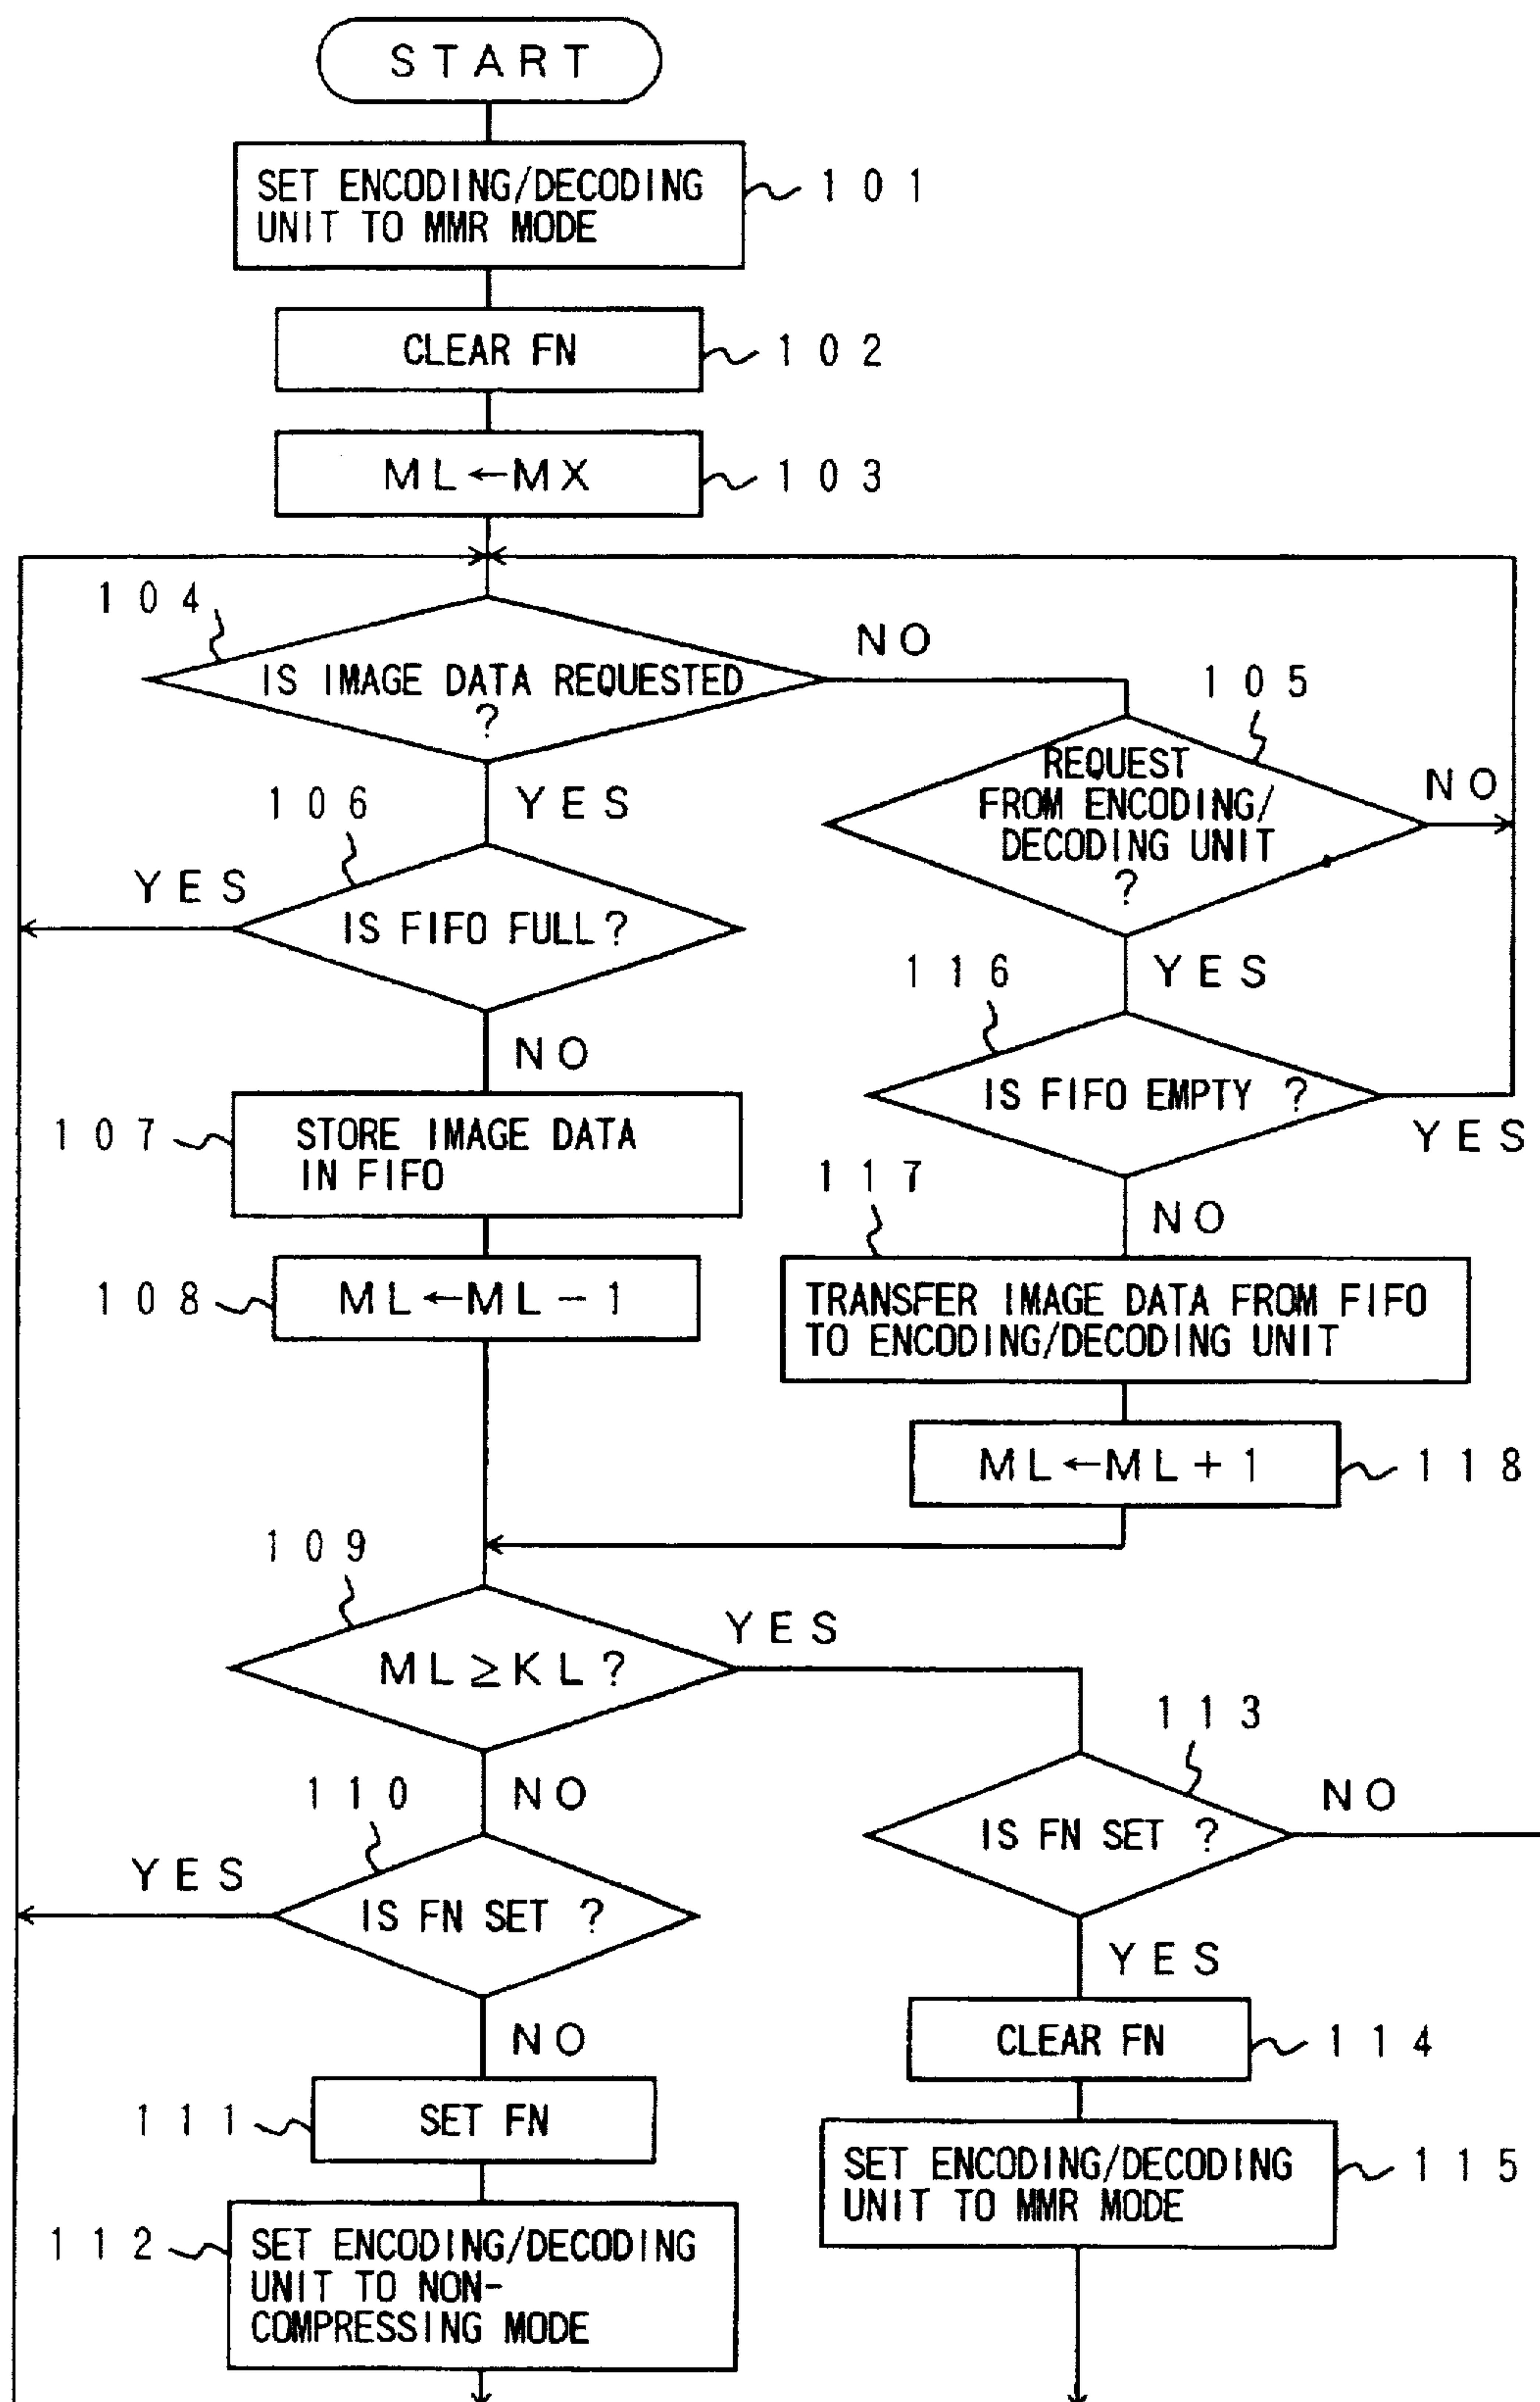 START
SET ENCODING/DECODING
UNIT TO MMR MODE
101
CLEAR FN
102
ML←MX
103
104
IS IMAGE DATA REQUESTED
?
NO
YES
105
REQUEST
FROM ENCODING/
DECODING UNIT
?
NO
YES
106
YES
IS FIFO FULL?
NO
116
IS FIFO EMPTY ?
YES
NO
107
STORE IMAGE DATA
IN FIFO
117
TRANSFER IMAGE DATA FROM FIFO
TO ENCODING/DECODING UNIT
108
ML←ML-1
ML←ML+1
118
109
ML≥KL?
YES
NO
110
YES
IS FN SET ?
NO
113
IS FN SET ?
NO
YES
111
SET FN
CLEAR FN
114
112
SET ENCODING/DECODING
UNIT TO NON-
COMPRESSING MODE
SET ENCODING/DECODING
UNIT TO MMR MODE
115